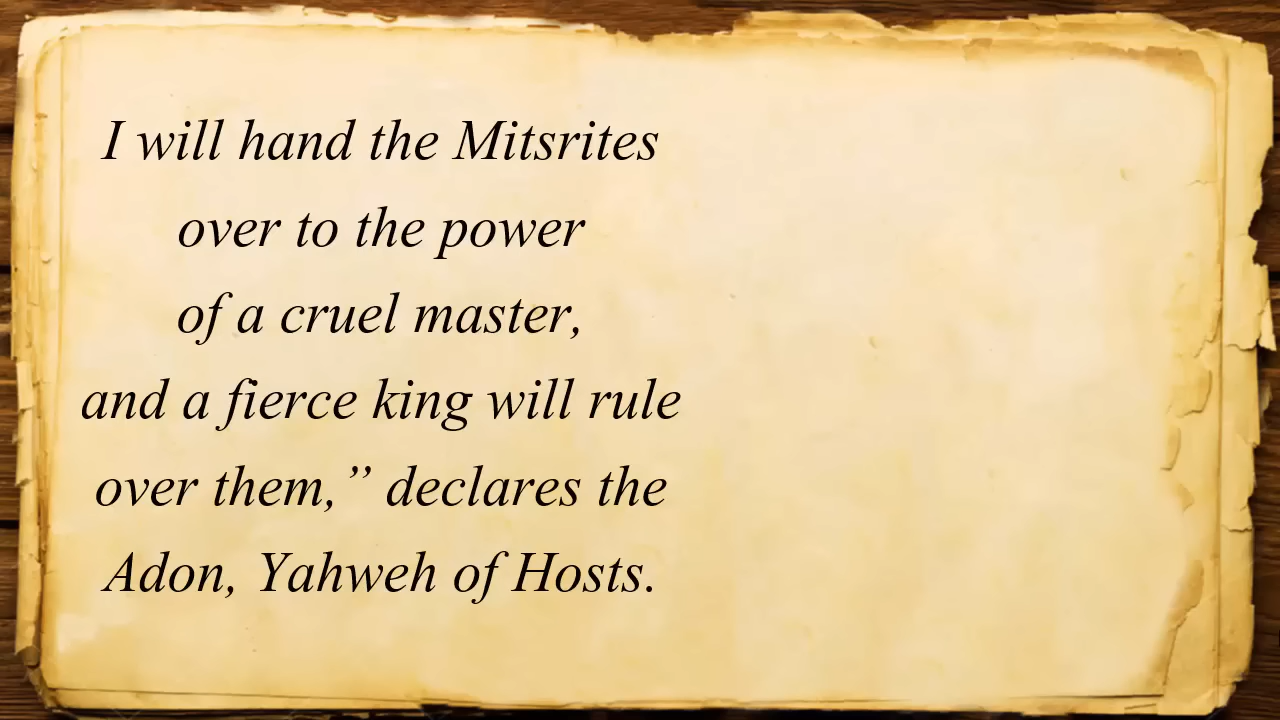 I will hand the Mitsrites
over to the power
of a cruel master,
and a fierce king will rule
over them,” declares the
Adon, Yahweh of Hosts.